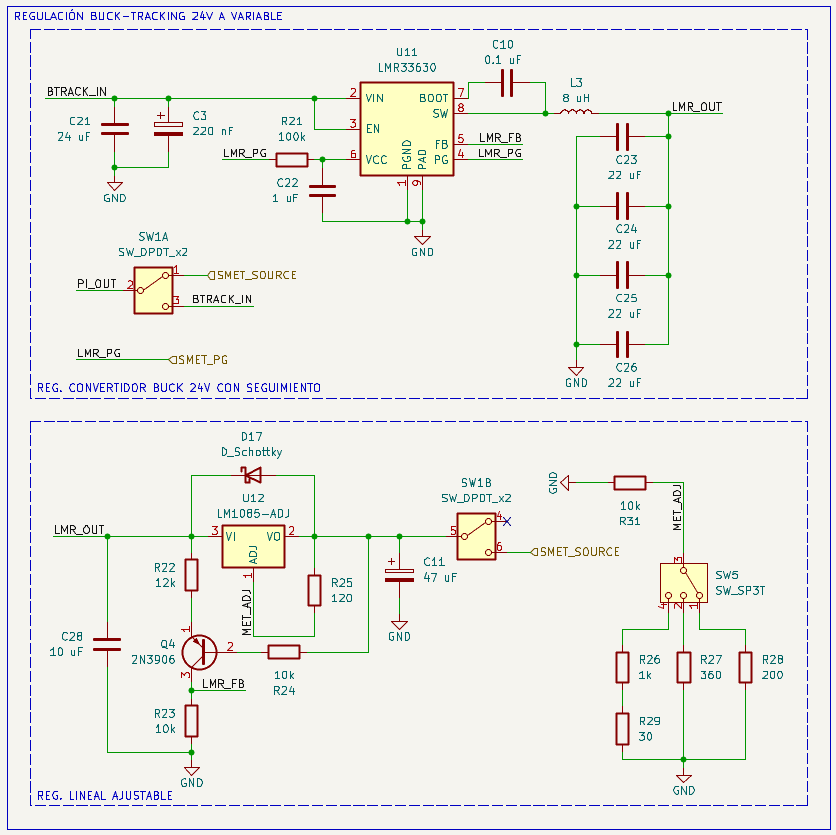 REGULACIÓN BUCK-TRACKING 24V A VARIABLE
C10
0.1 uF
U11
LMR33630
BTRACK_IN
C21
24 uF
C3
220 nF
R21
100k
LMR_PG
C22
1 uF
GND
2
VIN
3
EN
6
VCC
BOOT
7
SW
8
FB
5
PG
4
PGND
1
PAD
9
LMR_FB
LMR_PG
GND
L3
8 uH
LMR_OUT
C23
22 uF
C24
22 uF
C25
22 uF
C26
22 uF
GND
SW1A
SW_DPDT_x2
PI_OUT
2
1
3
SMET_SOURCE
BTRACK_IN
LMR_PG
SMET_PG
REG. CONVERTIDOR BUCK 24V CON SEGUIMIENTO
D17
D_Schottky
U12
LM1085-ADJ
LMR_OUT
3
VI
VO
2
ADJ
1
MET_ADJ
R22
12k
R25
120
C11
47 uF
GND
C28
10 uF
Q4
2N3906
1
2
3
10k
R24
LMR_FB
R23
10k
GND
SW1B
SW_DPDT_x2
5
4
6
SMET_SOURCE
GND
10k
R31
MET_ADJ
3
SW5
SW_SP3T
4
2
1
R26
1k
R27
360
R28
200
R29
30
GND
REG. LINEAL AJUSTABLE